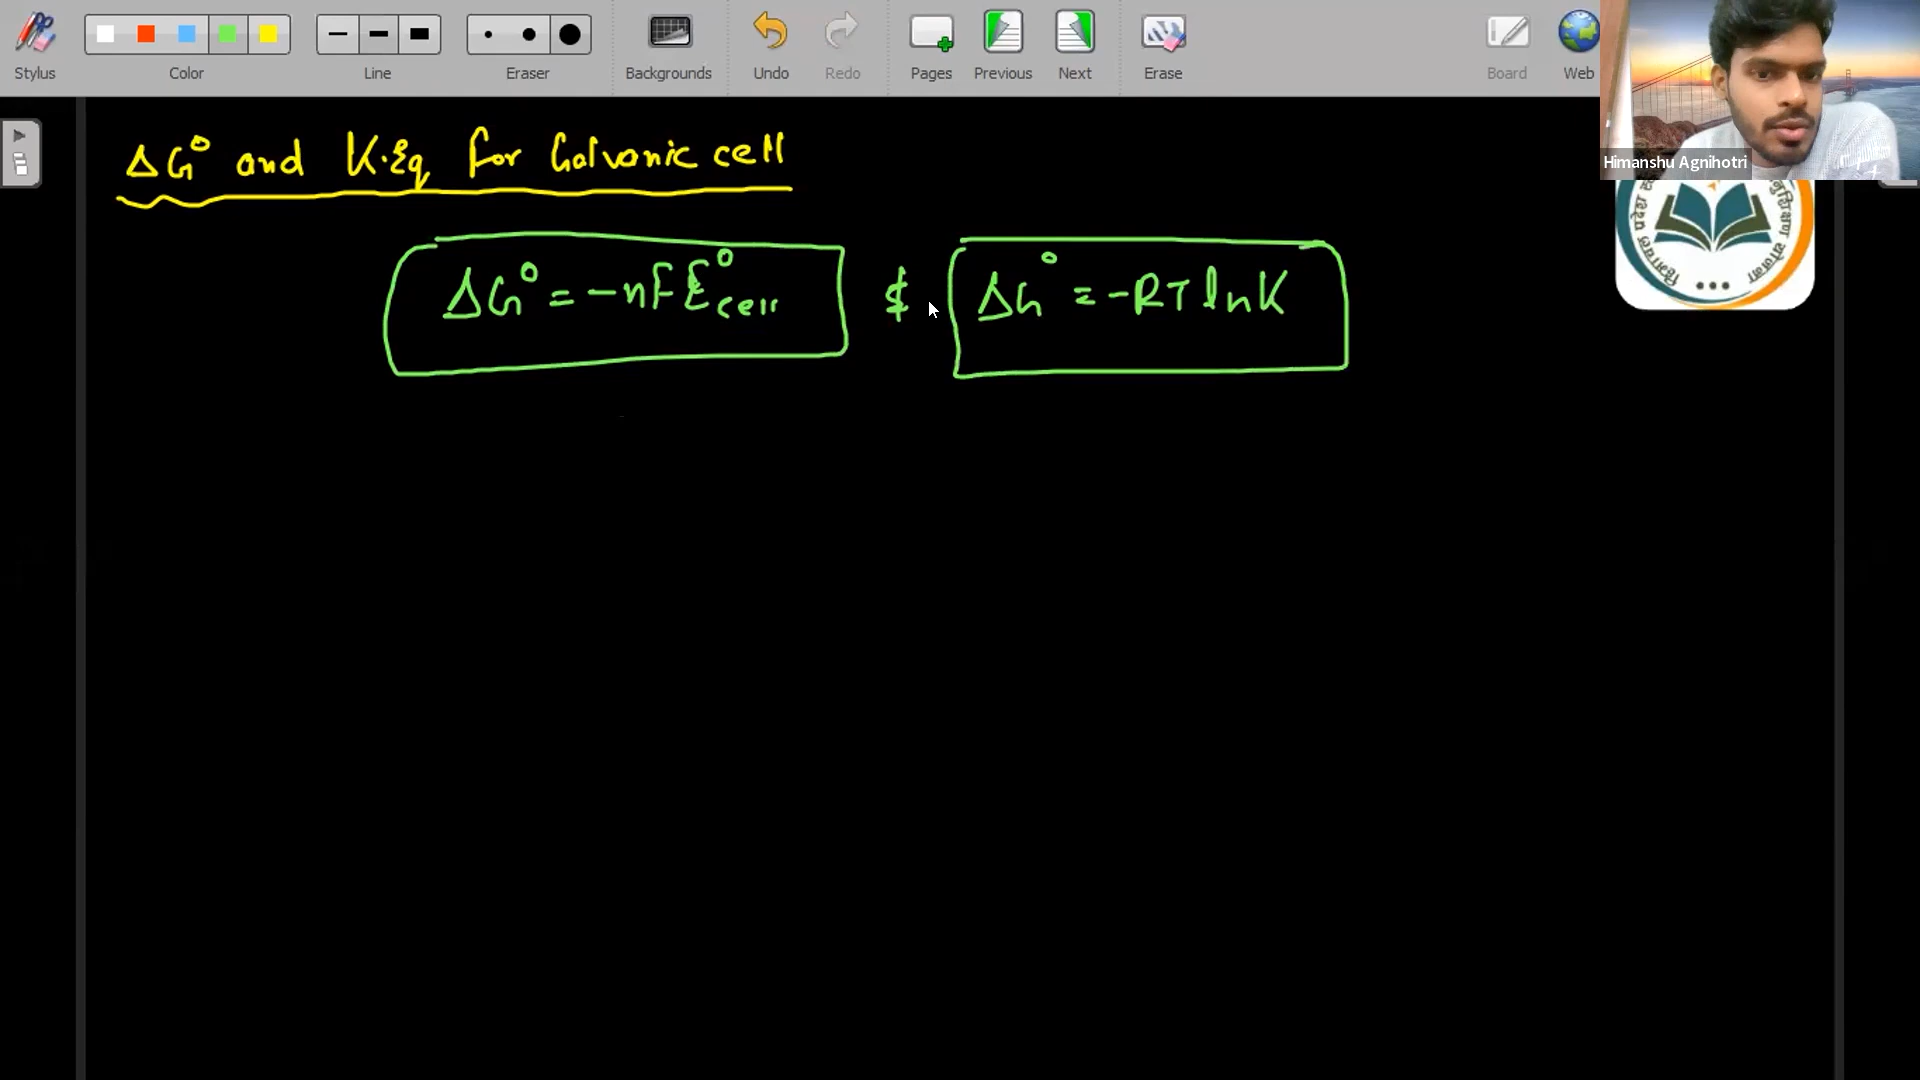 Stylus Color Line Eraser Backgrounds Undo Redo Pages Previous Next Erase Board Web
Himanshu Agnihotri
ΔG° and K.Eq for Galvanic cell
ΔG° = -nFE°cell & ΔG° = -RT lnK